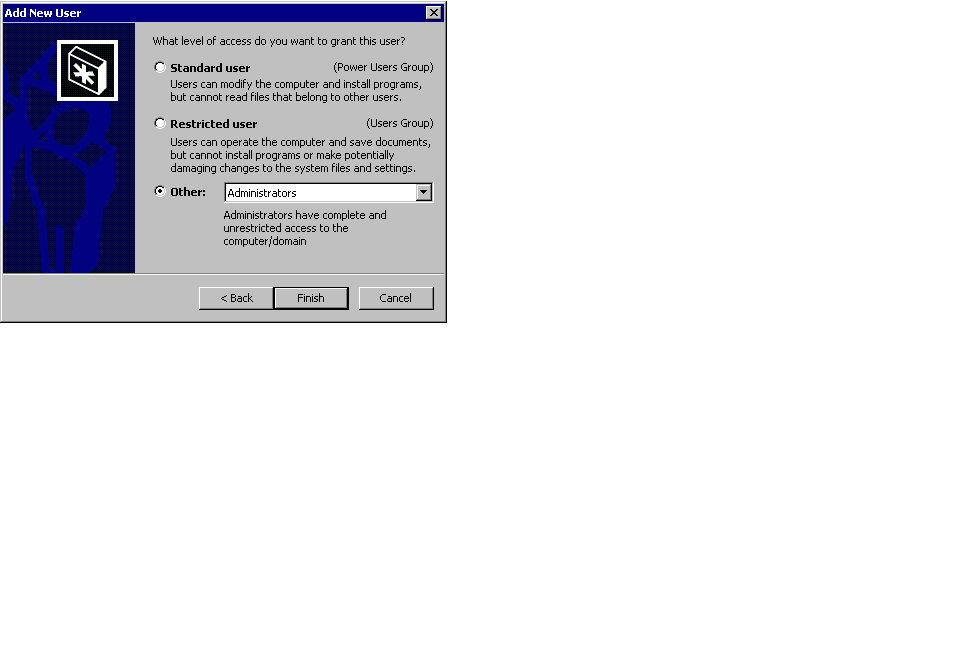 Add New User
What level of access do you want to grant this user?
Standard user (Power Users Group)
Users can modify the computer and install programs,
but cannot read files that belong to other users.
Restricted user (Users Group)
Users can operate the computer and save documents,
but cannot install programs or make potentially
damaging changes to the system files and settings.
Other: Administrators
Administrators have complete and
unrestricted access to the
computer/domain
< Back Finish Cancel